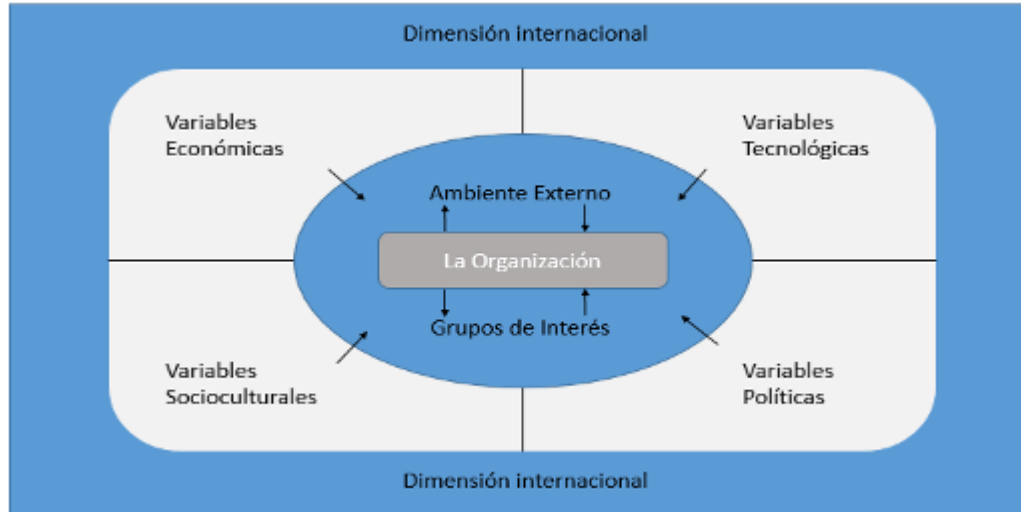 Dimensión internacional
Variables
Económicas
Variables
Tecnológicas
Ambiente Externo
La Organización
Grupos de Interés
Variables
Socioculturales
Variables
Políticas
Dimensión internacional